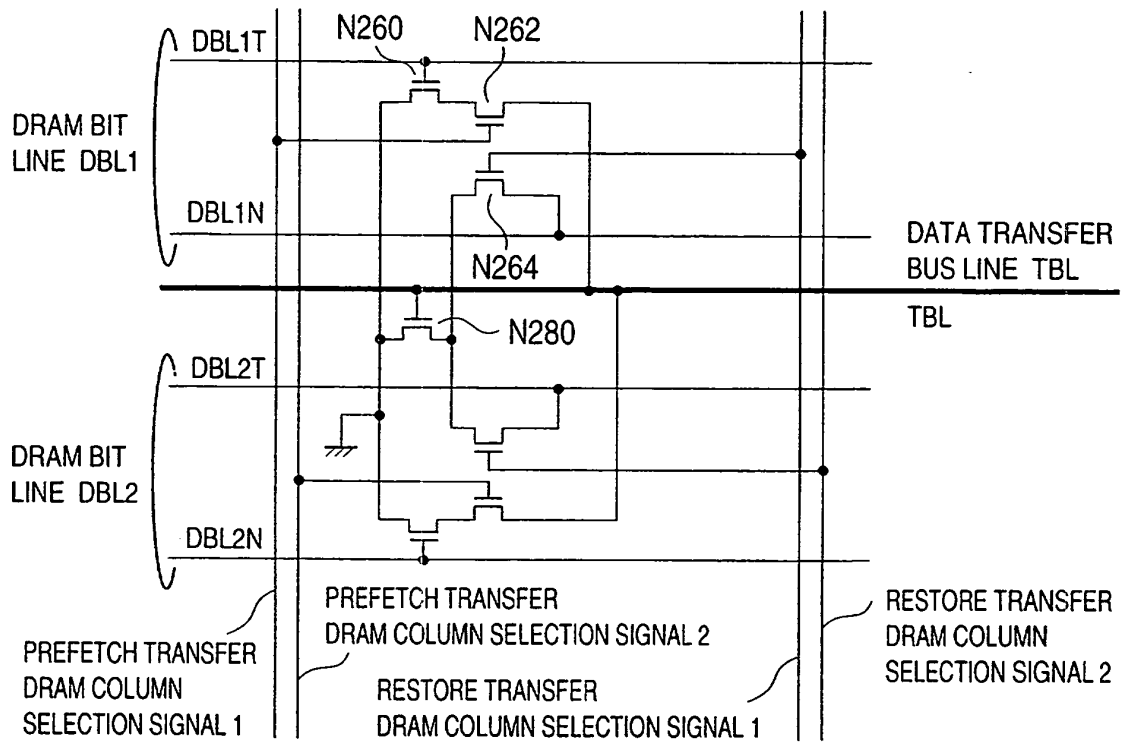 N260
N262
DBL1T
DRAM BIT
LINE DBL1
DBL1N
N264
DATA TRANSFER
BUS LINE TBL
TBL
N280
DBL2T
DRAM BIT
LINE DBL2
DBL2N
PREFETCH TRANSFER
DRAM COLUMN SELECTION SIGNAL 2
RESTORE TRANSFER
DRAM COLUMN
SELECTION SIGNAL 2
PREFETCH TRANSFER
DRAM COLUMN
SELECTION SIGNAL 1
RESTORE TRANSFER
DRAM COLUMN SELECTION SIGNAL 1